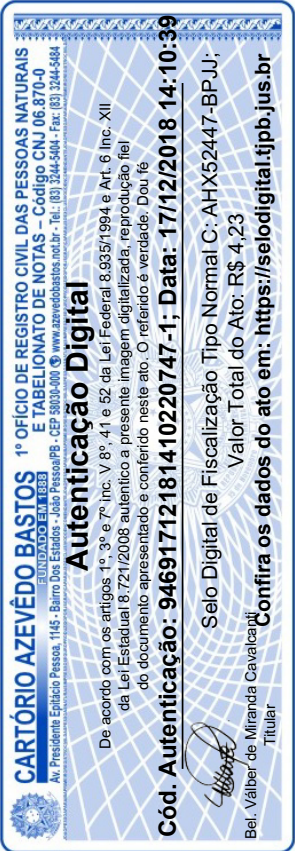 CARTÓRIO AZEVÊDO BASTOS
FUNDADO EM 1888
1º OFÍCIO DE REGISTRO CIVIL DAS PESSOAS NATURAIS
E TABELIONATO DE NOTAS – Código CNJ 06.870-0
Av. Presidente Epitácio Pessoa, 1145 - Bairro Dos Estados - João Pessoa/PB - CEP 58030-000 www.azevedobastos.not.br - Tel.: (83) 3244-5404 - Fax: (83) 3244-5484
Autenticação Digital
De acordo com os artigos 1º, 3º e 7º inc. V 8º, 41 e 52 da Lei Federal 8.935/1994 e Art. 6 Inc. XII
da Lei Estadual 8.721/2008 autentico a presente imagem digitalizada, reprodução fiel
do documento apresentado e conferido neste ato. O referido é verdade. Dou fé
Cód. Autenticação: 94691712181410220747-1; Data: 17/12/2018 14:10:39
Selo Digital de Fiscalização Tipo Normal C: AHX52447-BPJJ;
Valor Total do Ato: R$ 4,23
Bel. Válber de Miranda Cavalcanti
Titular
Confira os dados do ato em: https://selodigital.tjpb.jus.br